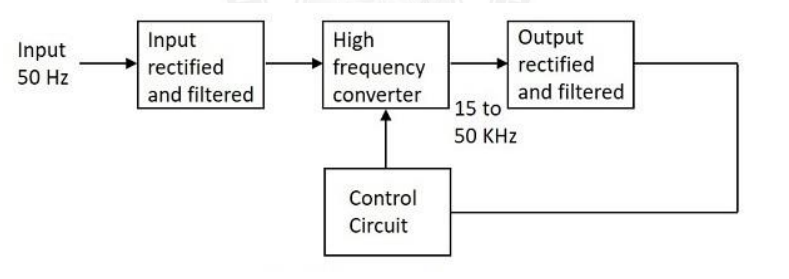 Input
50 Hz
Input
rectified
and filtered
High
frequency
converter
15 to
50 KHz
Output
rectified
and filtered
Control
Circuit